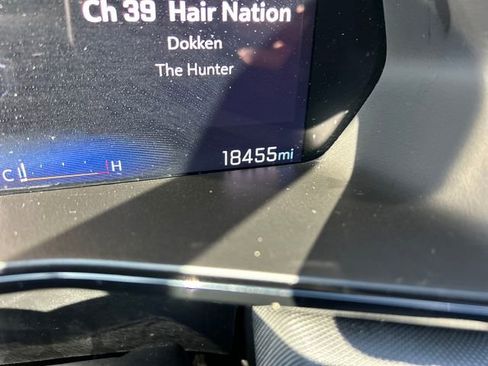 Ch 39 Hair Nation
Dokken
The Hunter
18455mi
C H